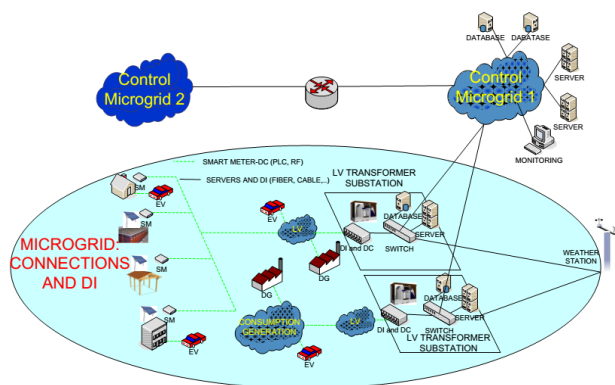 DATABASE
DABATASE
Control
Microgrid 2
Control
Microgrid 1
SERVER
SERVER
MONITORING
SMART METER-DC (PLC, RF)
SERVERS AND DI (FIBER, CABLE,..)
LV TRANSFORMER
SUBSTATION
SM
EV
SM
EV
LV
DATABASE
SERVER
DI and DC
SWITCH
MICROGRID:
CONNECTIONS
AND DI
SM
DG
DG
WEATHER
STATION
SM
CONSUMPTION
GENERATION
LV
DATABASE
SERVER
DI and DC
SWITCH
LV TRANSFORMER
SUBSTATION
EV
EV